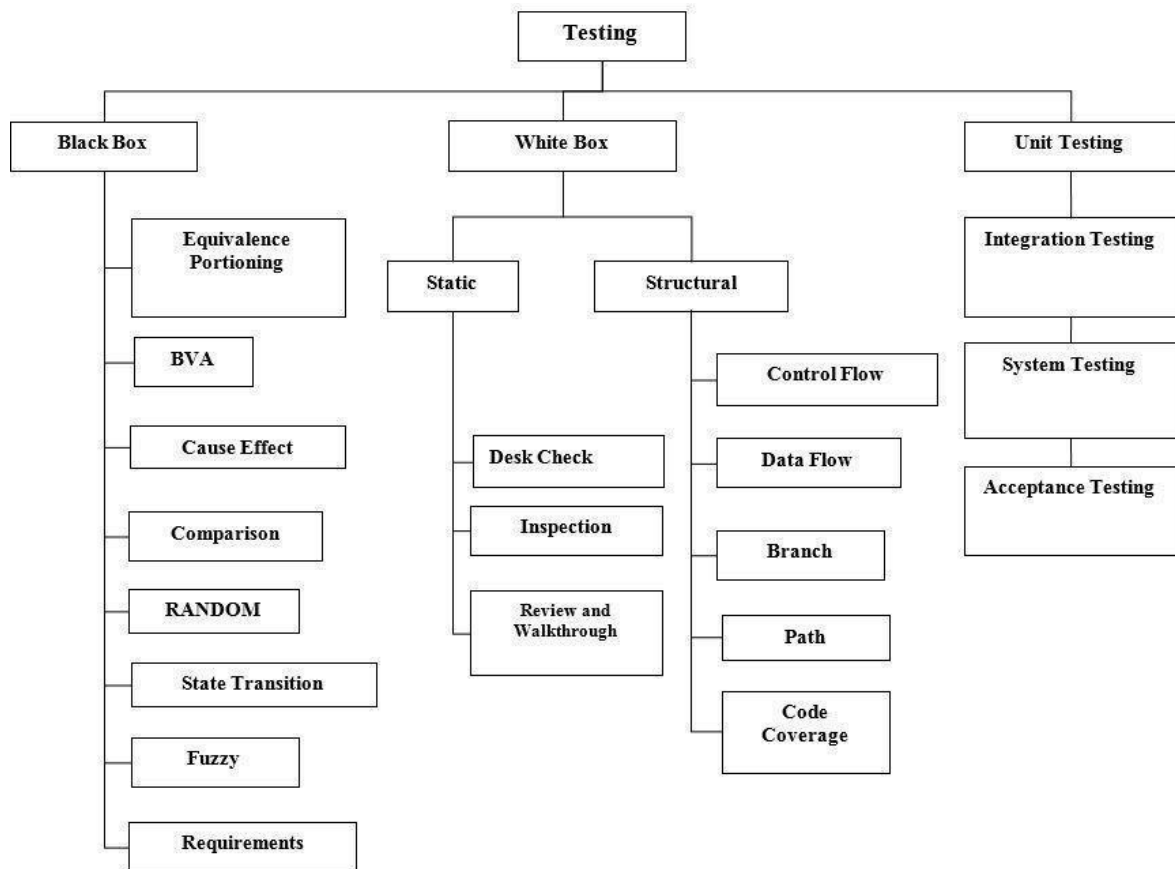 Testing
Black Box
White Box
Unit Testing
Equivalence
Portioning
Integration Testing
Static
Structural
BVA
System Testing
Control Flow
Cause Effect
Desk Check
Data Flow
Acceptance Testing
Comparison
Inspection
Branch
RANDOM
Review and
Walkthrough
Path
State Transition
Code
Coverage
Fuzzy
Requirements